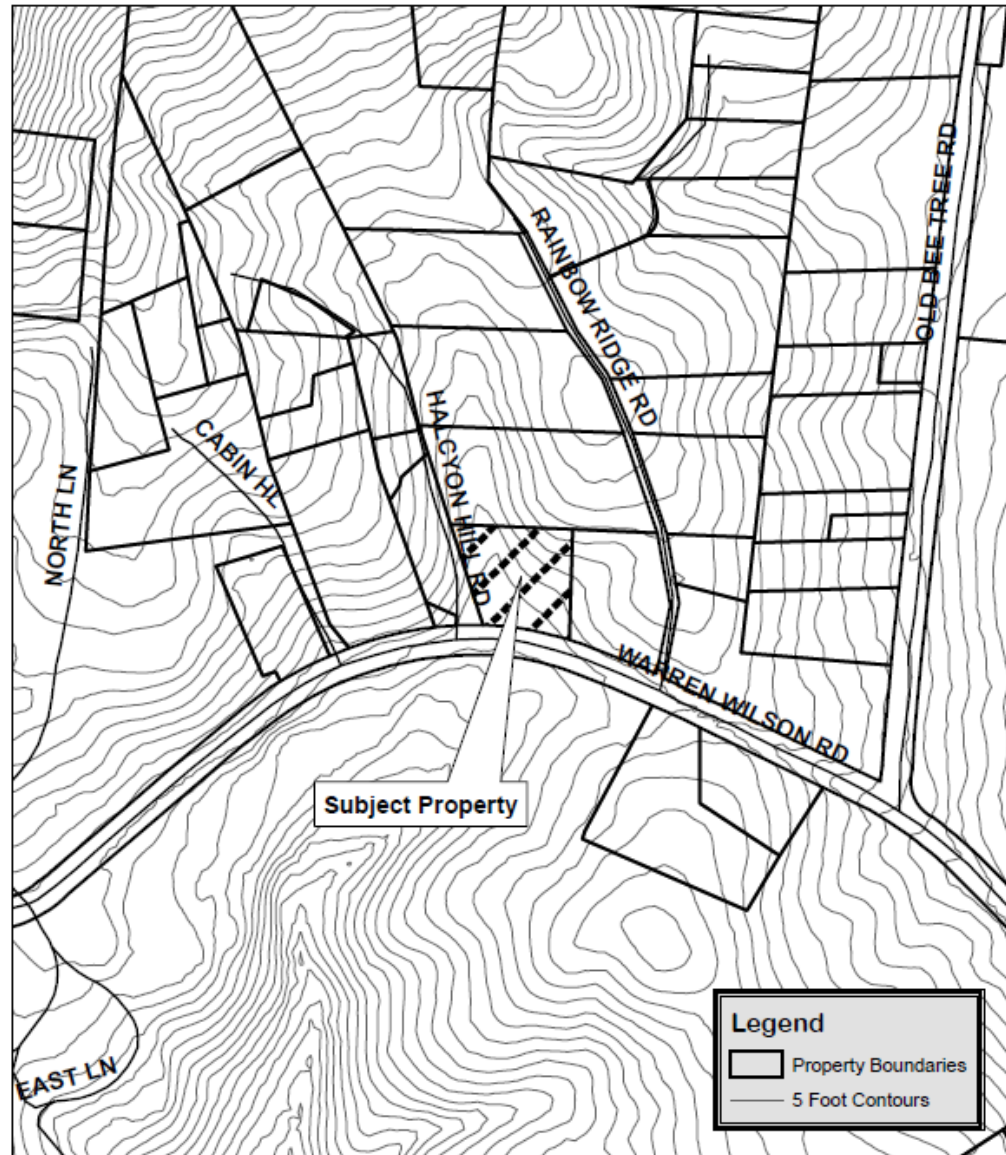 OLD BEE TREE RD
RAINBOW RIDGE RD
HALCYON HILL RD
CABIN HL
NORTH LN
WARREN WILSON RD
Subject Property
EAST LN
Legend
Property Boundaries
5 Foot Contours